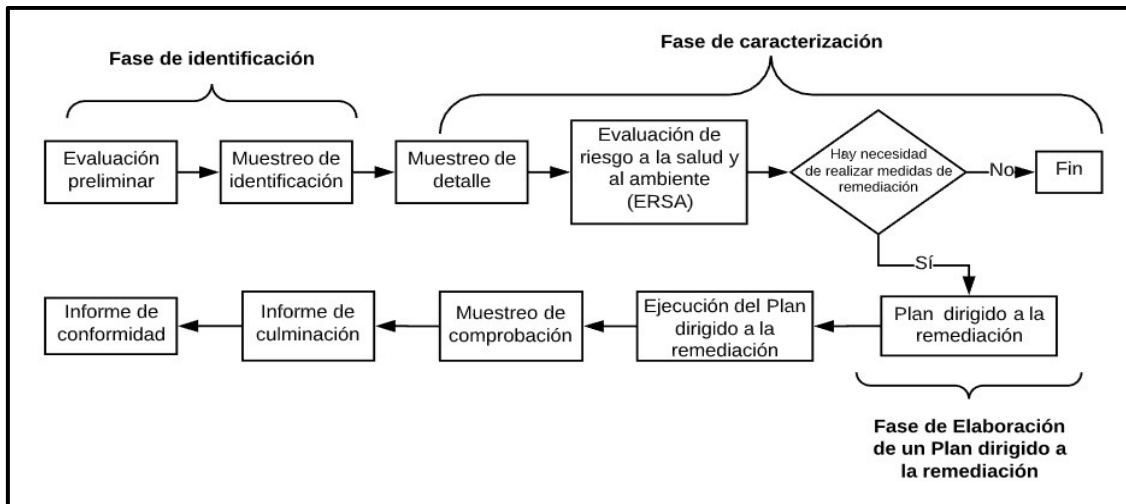 Fase de identificación
Fase de caracterización
Evaluación
preliminar
Muestreo de
identificación
Muestreo de
detalle
Evaluación de
riesgo a la salud y
al ambiente
(ERSA)
Hay necesidad
de realizar medidas de
remediación
No
Fin
Sí
Plan dirigido a la
remediación
Ejecución del Plan
dirigido a la
remediación
Muestreo de
comprobación
Informe de
culminación
Informe de
conformidad
Fase de Elaboración
de un Plan dirigido a
la remediación